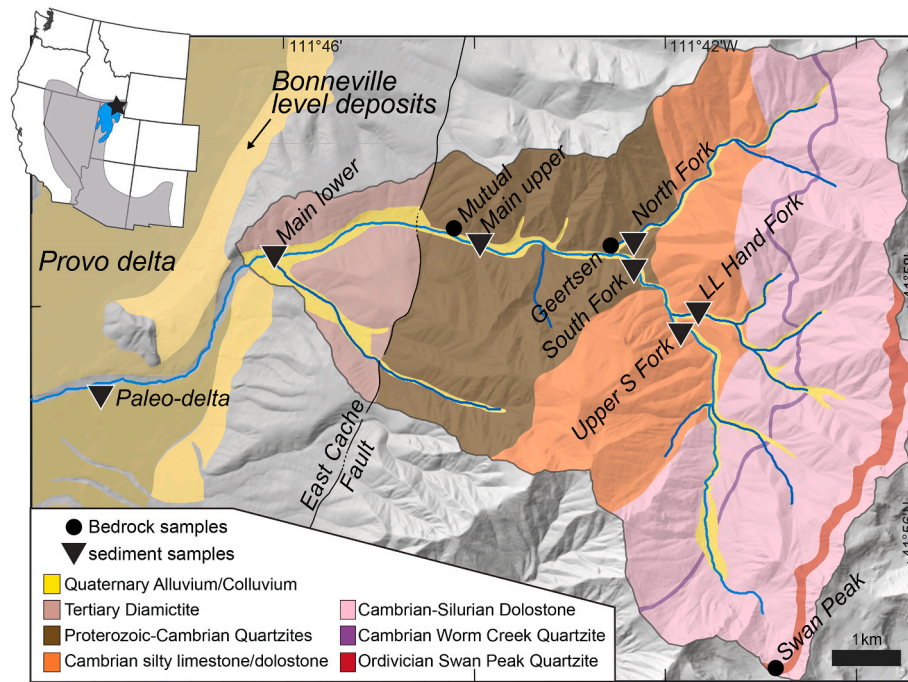 111°46'
111°42'W
Bonneville
level deposits
Mutual
Main upper
North Fork
Main lower
LL Hand Fork
Provo delta
Geertsen
South Fork
Upper S Fork
Paleo-delta
East Cache
Fault
41°56'N
Swan Peak
1km
Bedrock samples
sediment samples
Quaternary Alluvium/Colluvium
Tertiary Diamictite
Proterozoic-Cambrian Quartzites
Cambrian silty limestone/dolostone
Cambrian-Silurian Dolostone
Cambrian Worm Creek Quartzite
Ordivician Swan Peak Quartzite